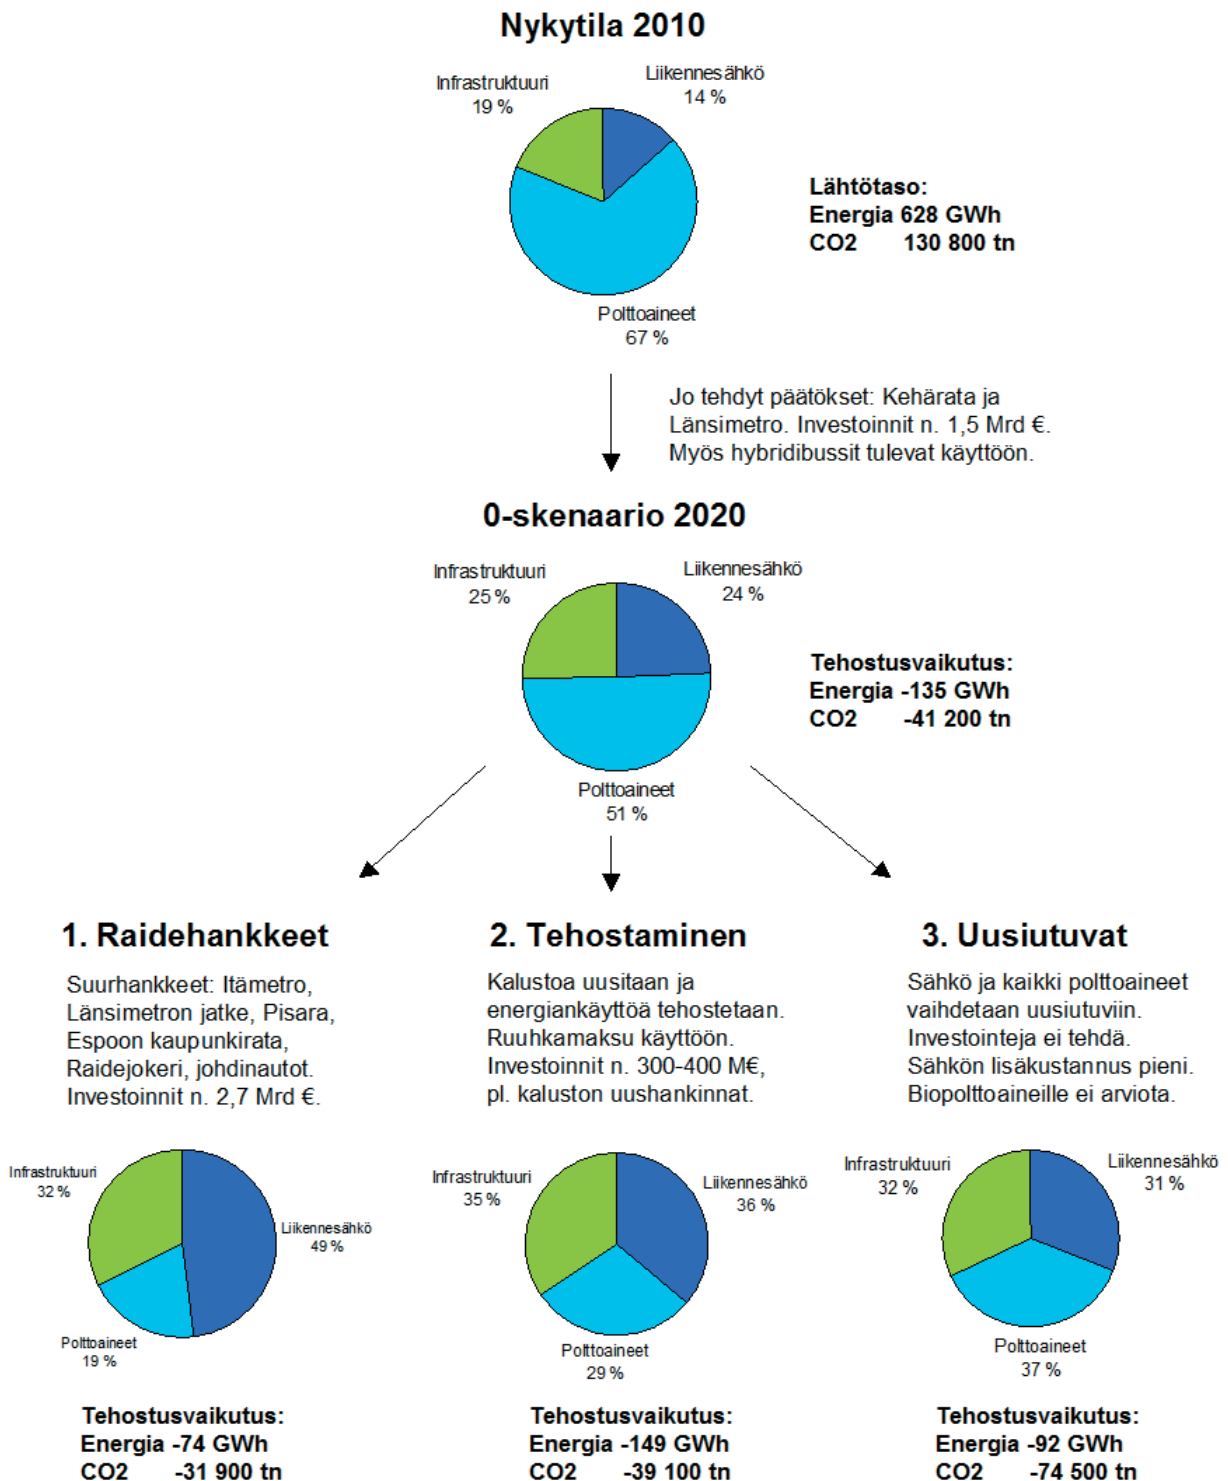 Nykytila 2010
Infrastruktuuri
19 %
Liikennesähkö
14 %
Lähtötaso:
Energia 628 GWh
CO2 130 800 tn
Polttoaineet
67 %
Jo tehdyt päätökset: Kehärata ja
Länsimetro. Investoinnit n. 1,5 Mrd €.
Myös hybridibussit tulevat käyttöön.
0-skenaario 2020
Infrastruktuuri
25 %
Liikennesähkö
24 %
Tehostusvaikutus:
Energia -135 GWh
CO2 -41 200 tn
Polttoaineet
51 %
1. Raidehankkeet
Suurhankkeet: Itämetro,
Länsimetron jatke, Pisara,
Espoon kaupunkirata,
Raidejokeri, johdinautot.
Investoinnit n. 2,7 Mrd €.
Infrastruktuuri
32 %
Liikennesähkö
49 %
Polttoaineet
19 %
Tehostusvaikutus:
Energia -74 GWh
CO2 -31 900 tn
2. Tehostaminen
Kalustoa uusitaan ja
energiankäyttöä tehostetaan.
Ruuhkamaksu käyttöön.
Investoinnit n. 300-400 M€,
pl. kaluston uushankinnat.
Infrastruktuuri
35 %
Liikennesähkö
36 %
Polttoaineet
29 %
Tehostusvaikutus:
Energia -149 GWh
CO2 -39 100 tn
3. Uusiutuvat
Sähkö ja kaikki polttoaineet
vaihdetaan uusiutuviin.
Investointeja ei tehdä.
Sähkön lisäkustannus pieni.
Biopolttoaineille ei arviota.
Infrastruktuuri
32 %
Liikennesähkö
31 %
Polttoaineet
37 %
Tehostusvaikutus:
Energia -92 GWh
CO2 -74 500 tn